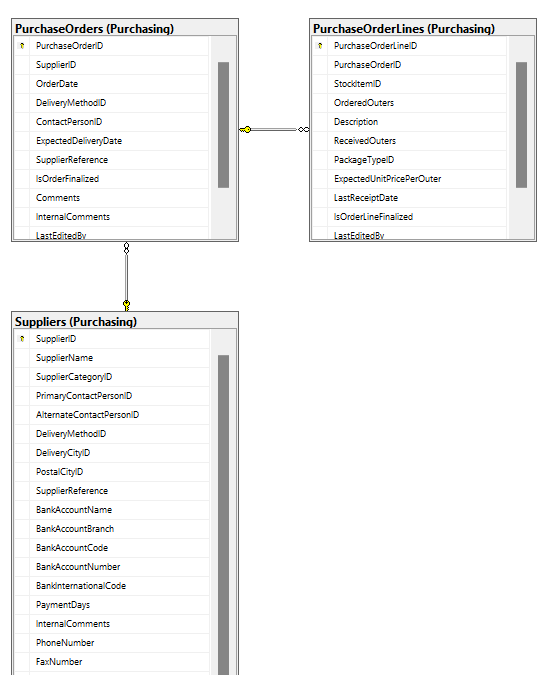 PurchaseOrders (Purchasing)
PurchaseOrderID
SupplierID
OrderDate
DeliveryMethodID
ContactPersonID
ExpectedDeliveryDate
SupplierReference
IsOrderFinalized
Comments
InternalComments
LastEditedBy
PurchaseOrderLines (Purchasing)
PurchaseOrderLineID
PurchaseOrderID
StockItemID
OrderedOuters
Description
ReceivedOuters
PackageTypeID
ExpectedUnitPricePerOuter
LastReceiptDate
IsOrderLineFinalized
LastEditedBy
Suppliers (Purchasing)
SupplierID
SupplierName
SupplierCategoryID
PrimaryContactPersonID
AlternateContactPersonID
DeliveryMethodID
DeliveryCityID
PostalCityID
SupplierReference
BankAccountName
BankAccountBranch
BankAccountCode
BankAccountNumber
BankInternationalCode
PaymentDays
InternalComments
PhoneNumber
FaxNumber